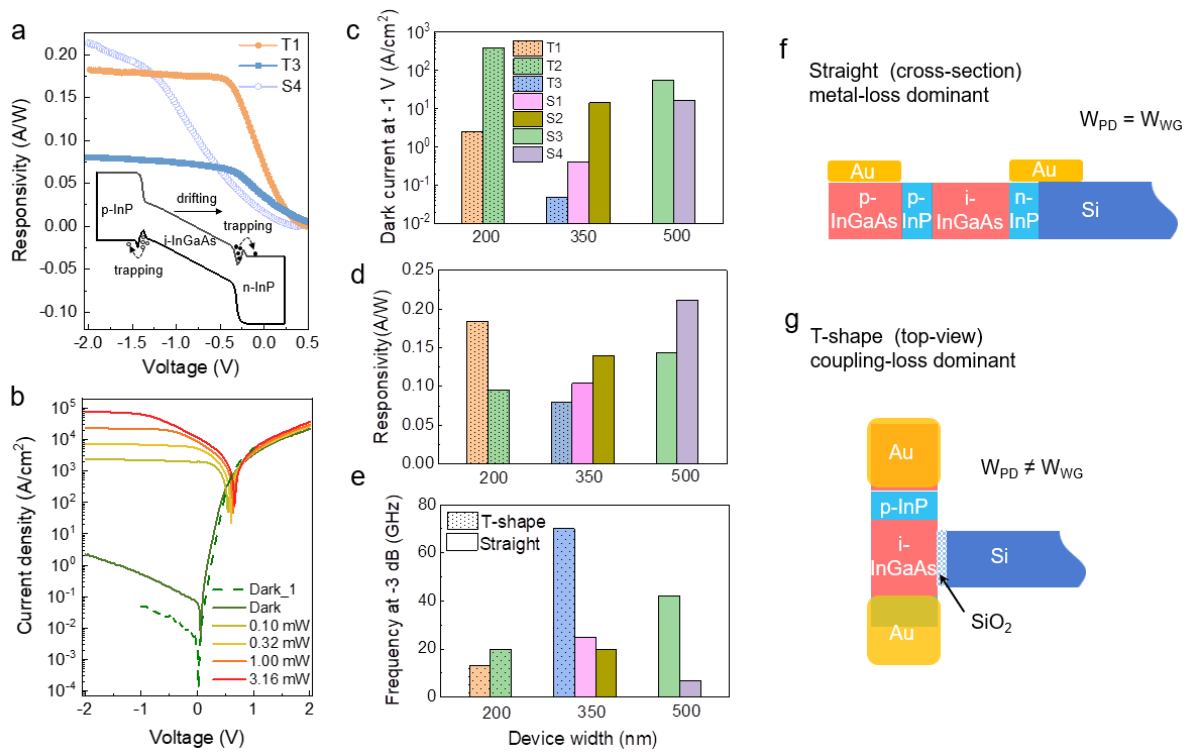 a
Responsivity (A/W)
0.20
0.15
0.10
0.05
0.00
-0.05
-0.10
T1
T3
S4
drifting
trapping
p-InP
i-InGaAs
trapping
n-InP
-2.0 -1.5 -1.0 -0.5 0.0 0.5
Voltage (V)
b
Current density (A/cm²)
10⁵
10⁴
10³
10²
10¹
10⁰
10⁻¹
10⁻²
10⁻³
10⁻⁴
Dark_1
Dark
0.10 mW
0.32 mW
1.00 mW
3.16 mW
-2 -1 0 1 2
Voltage (V)
c
Dark current at -1 V (A/cm²)
10³
10²
10¹
10⁰
10⁻¹
10⁻²
T1
T2
T3
S1
S2
S3
S4
200 350 500
d
Responsivity(A/W)
0.25
0.20
0.15
0.10
0.05
0.00
200 350 500
e
Frequency at -3 dB (GHz)
80
60
40
20
0
T-shape
Straight
200 350 500
Device width (nm)
f
Straight (cross-section)
metal-loss dominant
W_PD = W_WG
Au Au
p-InGaAs
p-InP
i-InGaAs
n-InP
Si
g
T-shape (top-view)
coupling-loss dominant
Au
W_PD ≠ W_WG
p-InP
i-InGaAs
Si
SiO₂
Au